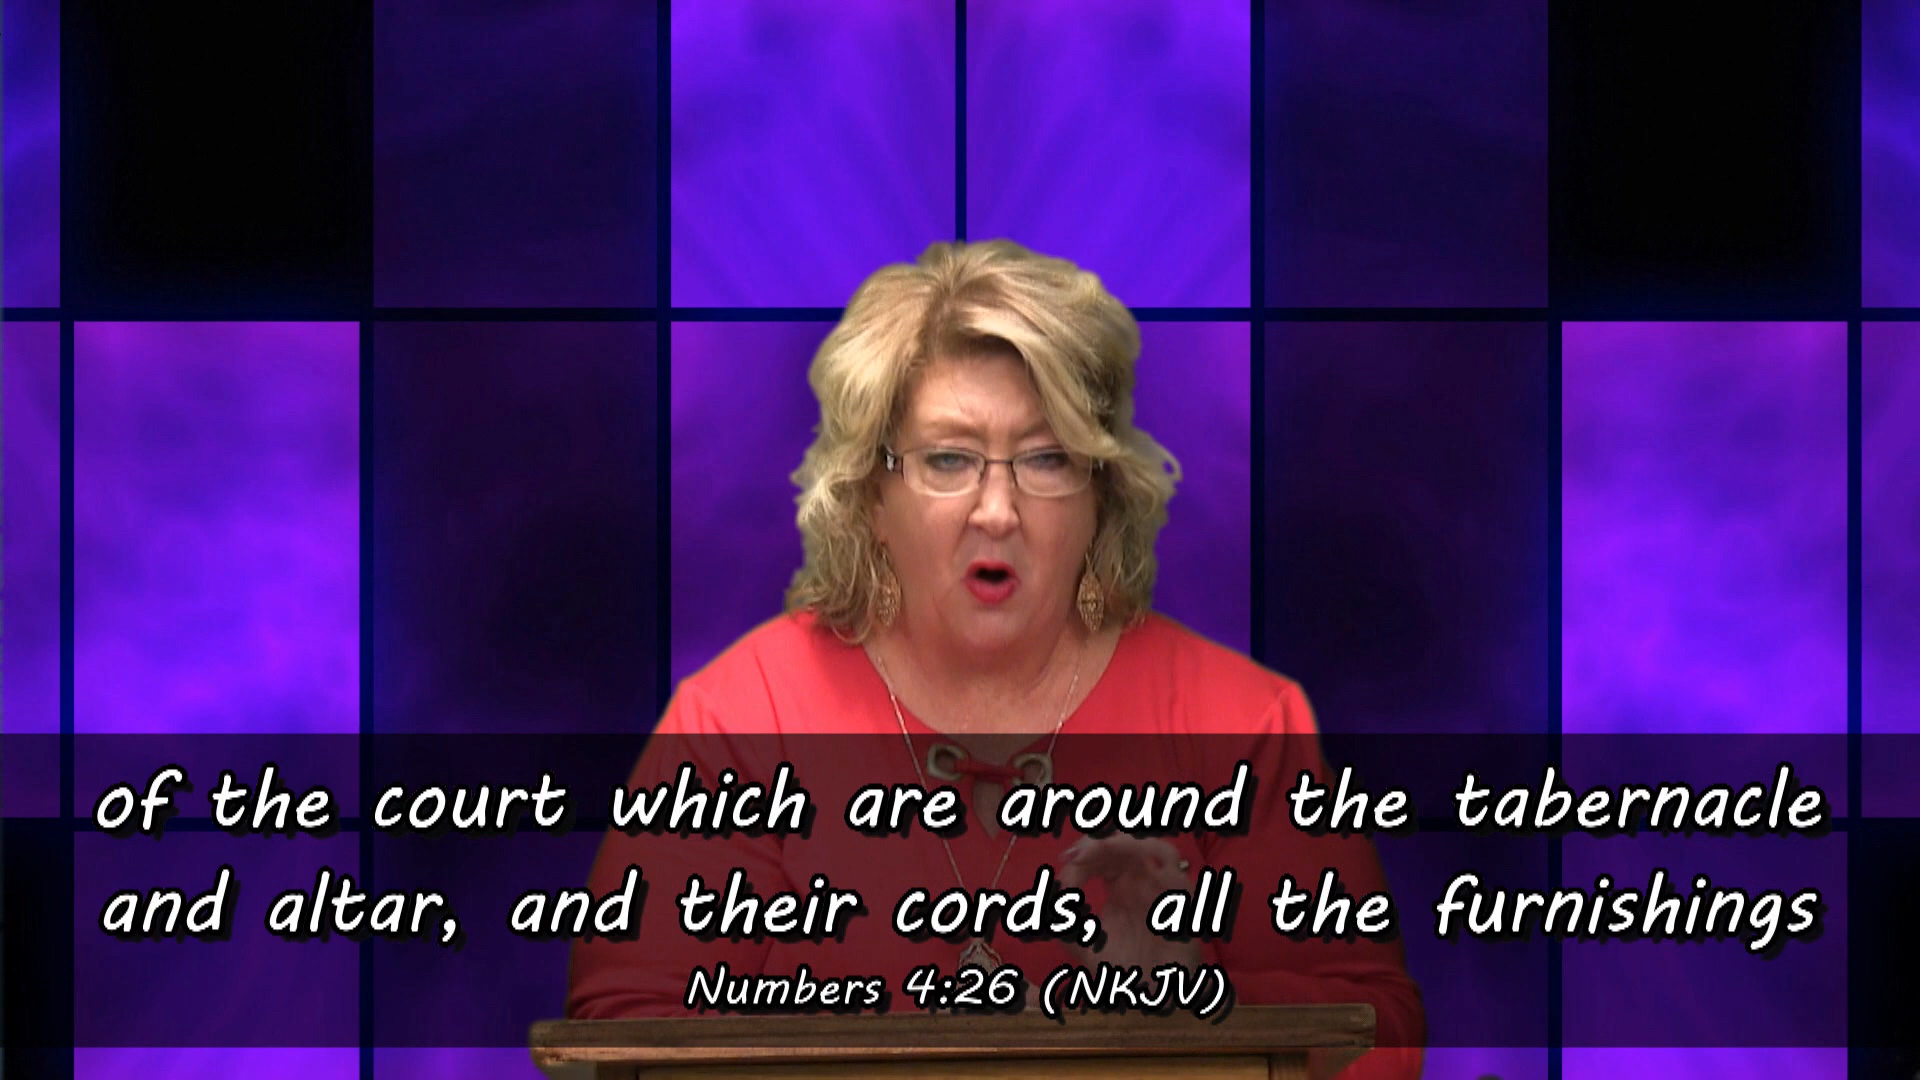 of the court which are around the tabernacle
and altar, and their cords, all the furnishings
Numbers 4:26 (NKJV)